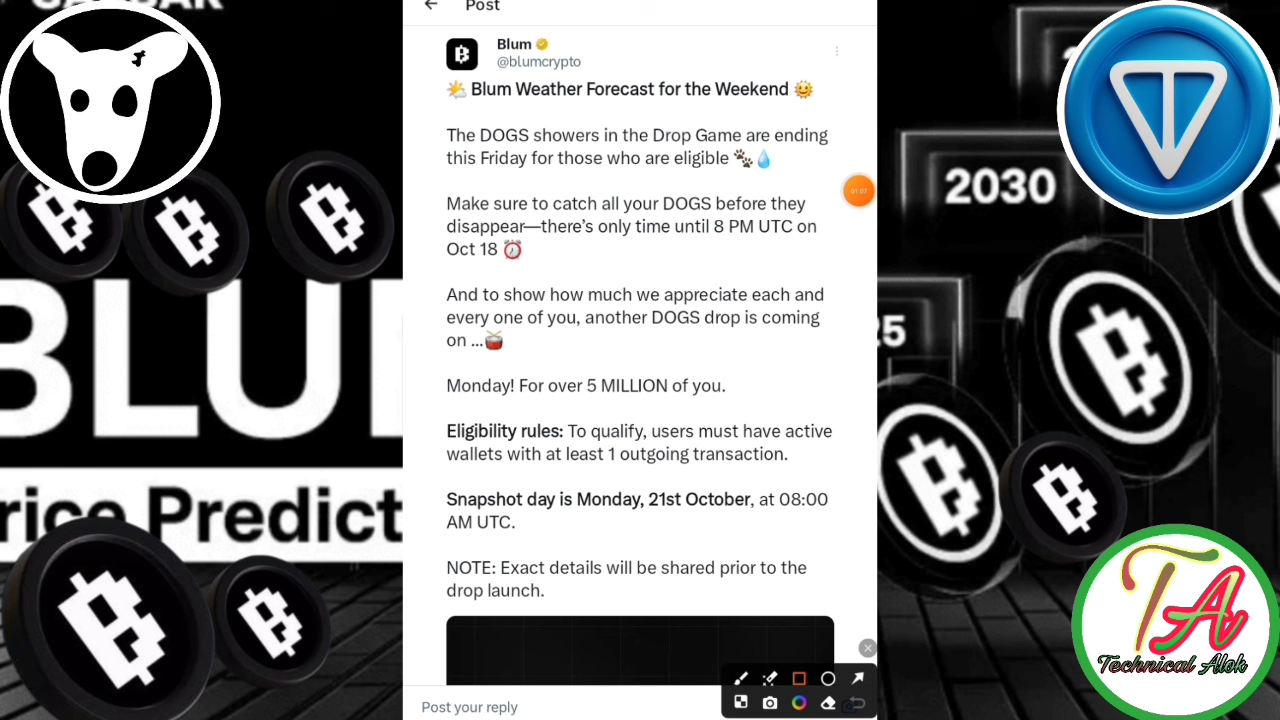 Post
Blum
@blumcrypto
🌤️ Blum Weather Forecast for the Weekend 🌞
The DOGS showers in the Drop Game are ending
this Friday for those who are eligible 🐾💧
Make sure to catch all your DOGS before they
disappear—there’s only time until 8 PM UTC on
Oct 18 ⏰
And to show how much we appreciate each and
every one of you, another DOGS drop is coming
on ...🥁
Monday! For over 5 MILLION of you.
Eligibility rules: To qualify, users must have active
wallets with at least 1 outgoing transaction.
Snapshot day is Monday, 21st October, at 08:00
AM UTC.
NOTE: Exact details will be shared prior to the
drop launch.
Post your reply
01:07
BLU
rice Predict
2030
25
TA
Technical Alok